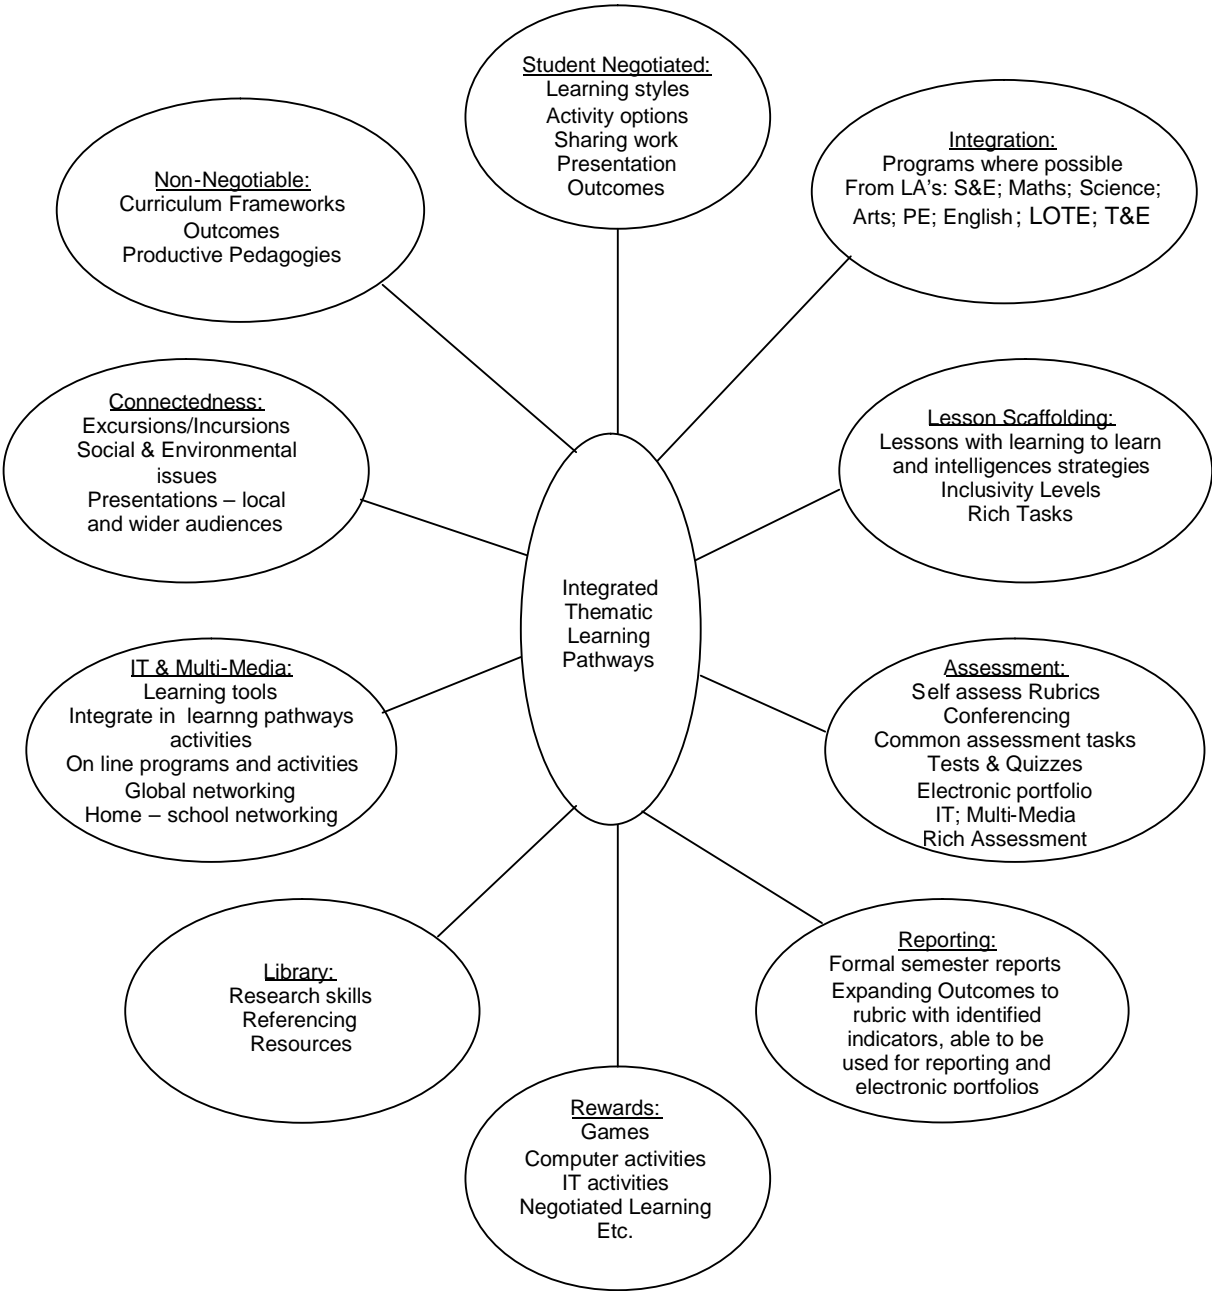 Student Negotiated:
Learning styles
Activity options
Sharing work
Presentation
Outcomes
Integration:
Programs where possible
From LA's: S&E; Maths; Science;
Arts; PE; English; LOTE; T&E
Non-Negotiable:
Curriculum Frameworks
Outcomes
Productive Pedagogies
Connectedness:
Excursions/Incursions
Social & Environmental
issues
Presentations – local
and wider audiences
Lesson Scaffolding:
Lessons with learning to learn
and intelligences strategies
Inclusivity Levels
Rich Tasks
Integrated
Thematic
Learning
Pathways
IT & Multi-Media:
Learning tools
Integrate in learnng pathways
activities
On line programs and activities
Global networking
Home – school networking
Assessment:
Self assess Rubrics
Conferencing
Common assessment tasks
Tests & Quizzes
Electronic portfolio
IT; Multi-Media
Rich Assessment
Library:
Research skills
Referencing
Resources
Reporting:
Formal semester reports
Expanding Outcomes to
rubric with identified
indicators, able to be
used for reporting and
electronic portfolios
Rewards:
Games
Computer activities
IT activities
Negotiated Learning
Etc.